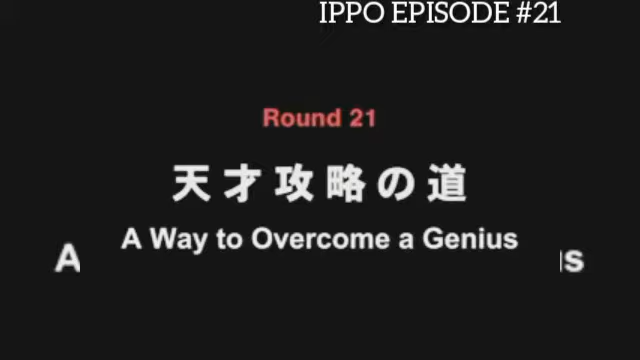 IPPO EPISODE #21
Round 21
天才攻略の道
A Way to Overcome a Genius
A
s